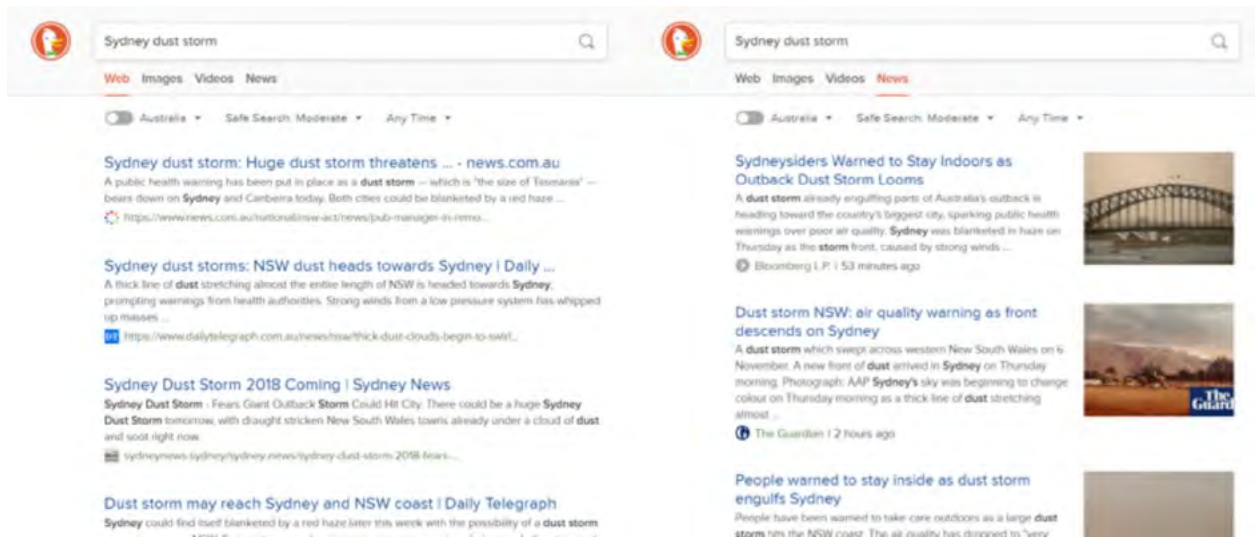 Sydney dust storm
Web Images Videos News
Australia Safe Search: Moderate Any Time
Sydney dust storm: Huge dust storm threatens ... - news.com.au
A public health warning has been put in place as a dust storm — which is "the size of Tasmania" —
bears down on Sydney and Canberra today. Both cities could be blanketed by a red haze ...
https://www.news.com.au/national/nsw-act/news/pub-manager-in-remo...
Sydney dust storms: NSW dust heads towards Sydney | Daily ...
A thick line of dust stretching almost the entire length of NSW is headed towards Sydney,
prompting warnings from health authorities. Strong winds from a low pressure system has whipped
up masses ...
DT https://www.dailytelegraph.com.au/news/nsw/thick-dust-clouds-begin-to-swirl...
Sydney Dust Storm 2018 Coming | Sydney News
Sydney Dust Storm - Fears Giant Outback Storm Could Hit City. There could be a huge Sydney
Dust Storm tomorrow, with draught stricken New South Wales towns already under a cloud of dust
and soot right now.
sydneynews.sydney/sydney-news/sydney-dust-storm-2018-fears-...
Dust storm may reach Sydney and NSW coast | Daily Telegraph
Sydney could find itself blanketed by a red haze later this week with the possibility of a dust storm
Sydney dust storm
Web Images Videos News
Australia Safe Search: Moderate Any Time
Sydneysiders Warned to Stay Indoors as
Outback Dust Storm Looms
A dust storm already engulfing parts of Australia's outback is
heading toward the country's biggest city, sparking public health
warnings over poor air quality. Sydney was blanketed in haze on
Thursday as the storm front, caused by strong winds ...
Bloomberg L.P. | 53 minutes ago
Dust storm NSW: air quality warning as front
descends on Sydney
A dust storm which swept across western New South Wales on 6
November. A new front of dust arrived in Sydney on Thursday
morning. Photograph: AAP Sydney's sky was beginning to change
colour on Thursday morning as a thick line of dust stretching
almost ...
The Guardian | 2 hours ago
The
Guard
People warned to stay inside as dust storm
engulfs Sydney
People have been warned to take care outdoors as a large dust
storm hits the NSW coast. The air quality has dropped to "very